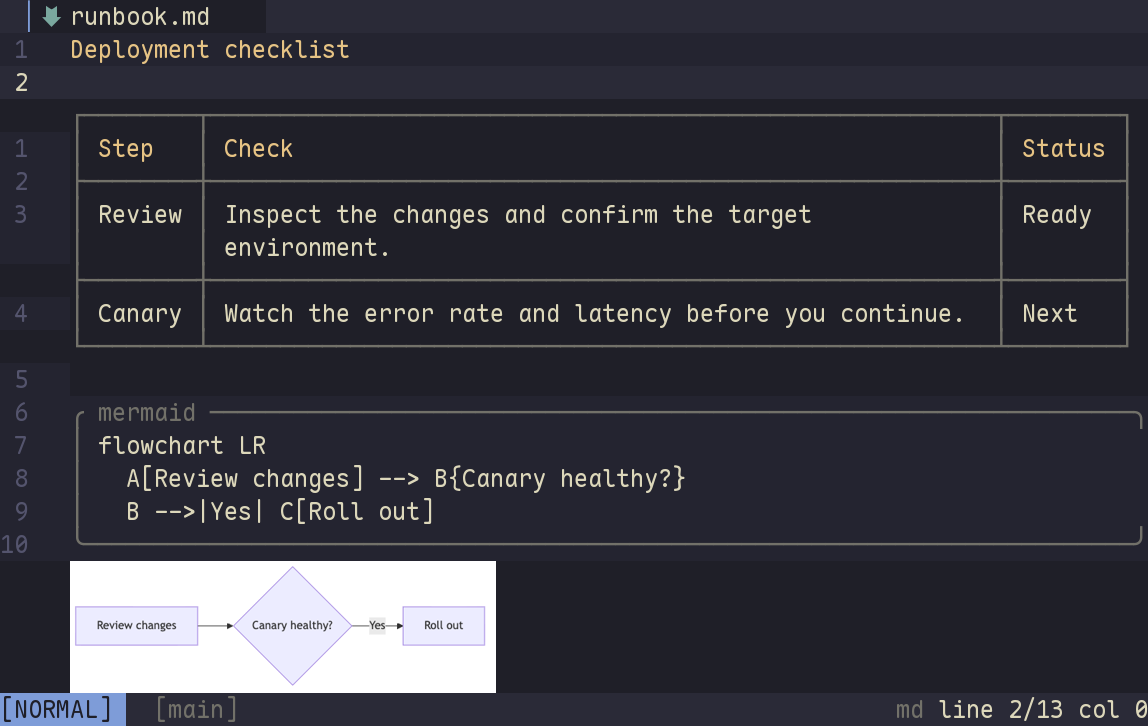 runbook.md
1 Deployment checklist
2
1 Step Check Status
2
3 Review Inspect the changes and confirm the target Ready
environment.
4 Canary Watch the error rate and latency before you continue. Next
5
6 mermaid
7 flowchart LR
8 A[Review changes] --> B{Canary healthy?}
9 B -->|Yes| C[Roll out]
10
Review changes Canary healthy? Yes Roll out
[NORMAL] [main] md line 2/13 col 0